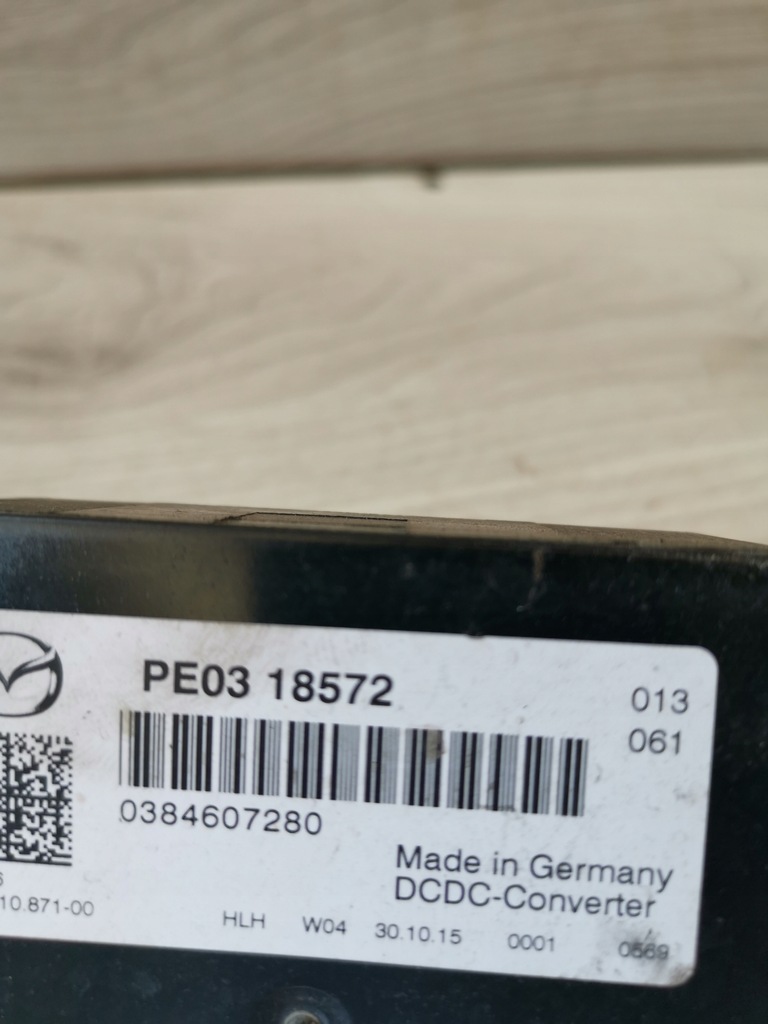 PE03 18572
013
061
0384607280
Made in Germany
DCDC-Converter
10.871-00
HLH W04 30.10.15 0001 0569